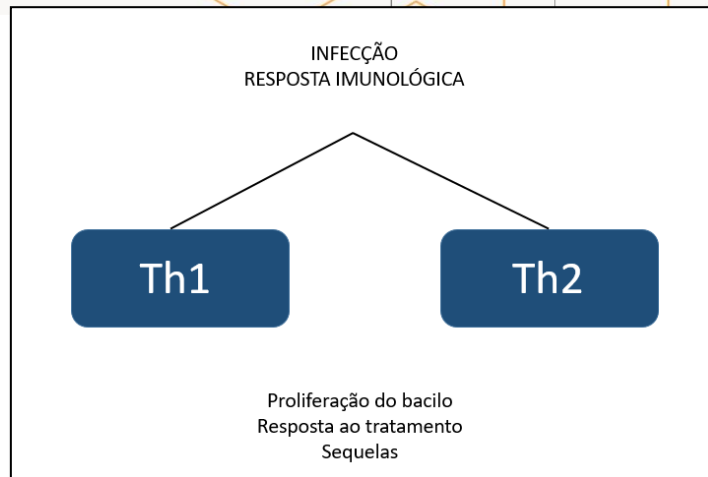 INFECÇÃO
RESPOSTA IMUNOLÓGICA
Th1
Th2
Proliferação do bacilo
Resposta ao tratamento
Sequelas